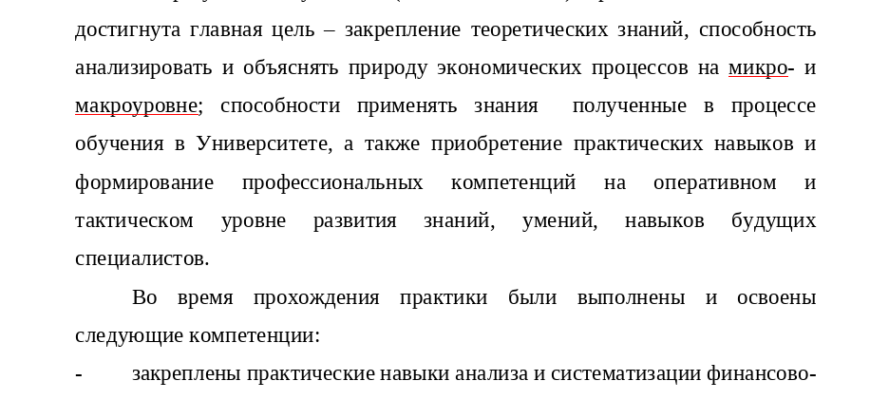 достигнута главная цель – закрепление теоретических знаний, способность
анализировать и объяснять природу экономических процессов на микро- и
макроуровне; способности применять знания полученные в процессе
обучения в Университете, а также приобретение практических навыков и
формирование профессиональных компетенций на оперативном и
тактическом уровне развития знаний, умений, навыков будущих
специалистов.
Во время прохождения практики были выполнены и освоены
следующие компетенции:
- закреплены практические навыки анализа и систематизации финансово-